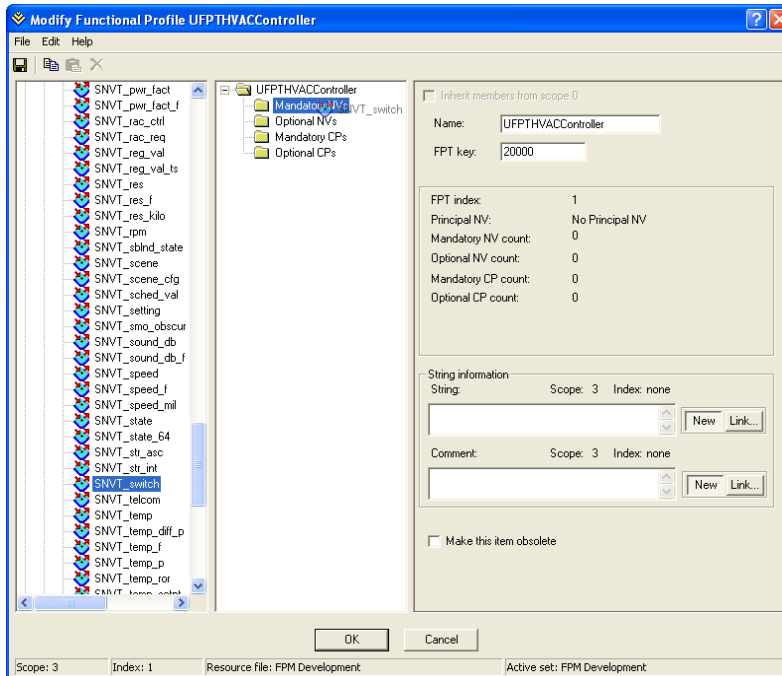 Modify Functional Profile UFPTHVACController
File Edit Help
SNVT_pwr_fact
SNVT_pwr_fact_f
SNVT_rac_ctrl
SNVT_rac_req
SNVT_reg_val
SNVT_reg_val_ts
SNVT_res
SNVT_res_f
SNVT_res_kilo
SNVT_rpm
SNVT_sblnd_state
SNVT_scene
SNVT_scene_cfg
SNVT_sched_val
SNVT_setting
SNVT_smo_obscur
SNVT_sound_db
SNVT_sound_db_f
SNVT_speed
SNVT_speed_f
SNVT_speed_mil
SNVT_state
SNVT_state_64
SNVT_str_asc
SNVT_str_int
SNVT_switch
SNVT_telcom
SNVT_temp
SNVT_temp_diff_p
SNVT_temp_f
SNVT_temp_p
SNVT_temp_ror
UFPTHVACController
Mandatory NVs
SNVT_switch
Optional NVs
Mandatory CPs
Optional CPs
Inherit members from scope 0
Name: UFPTHVACController
FPT key: 20000
FPT index: 1
Principal NV: No Principal NV
Mandatory NV count: 0
Optional NV count: 0
Mandatory CP count: 0
Optional CP count: 0
String information
String: Scope: 3 Index: none
New Link...
Comment: Scope: 3 Index: none
New Link...
Make this item obsolete
OK Cancel
Scope: 3 Index: 1 Resource file: FPM Development Active set: FPM Development